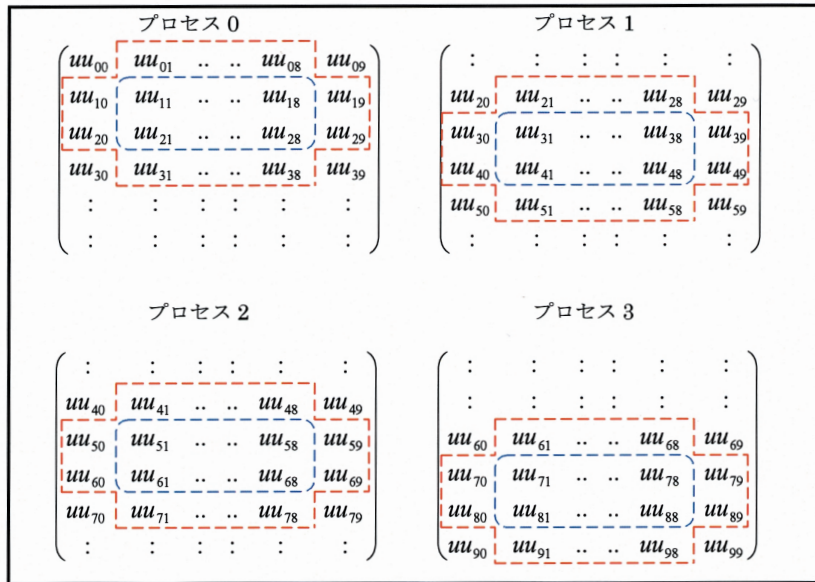 プロセス 0
uu₀₀ uu₀₁ .. .. uu₀₈ uu₀₉
uu₁₀ uu₁₁ .. .. uu₁₈ uu₁₉
uu₂₀ uu₂₁ .. .. uu₂₈ uu₂₉
uu₃₀ uu₃₁ .. .. uu₃₈ uu₃₉
: : : : : :
: : : : : :
プロセス 1
: : : : : :
uu₂₀ uu₂₁ .. .. uu₂₈ uu₂₉
uu₃₀ uu₃₁ .. .. uu₃₈ uu₃₉
uu₄₀ uu₄₁ .. .. uu₄₈ uu₄₉
uu₅₀ uu₅₁ .. .. uu₅₈ uu₅₉
: : : : : :
プロセス 2
: : : : : :
uu₄₀ uu₄₁ .. .. uu₄₈ uu₄₉
uu₅₀ uu₅₁ .. .. uu₅₈ uu₅₉
uu₆₀ uu₆₁ .. .. uu₆₈ uu₆₉
uu₇₀ uu₇₁ .. .. uu₇₈ uu₇₉
: : : : : :
プロセス 3
: : : : : :
: : : : : :
uu₆₀ uu₆₁ .. .. uu₆₈ uu₆₉
uu₇₀ uu₇₁ .. .. uu₇₈ uu₇₉
uu₈₀ uu₈₁ .. .. uu₈₈ uu₈₉
uu₉₀ uu₉₁ .. .. uu₉₈ uu₉₉